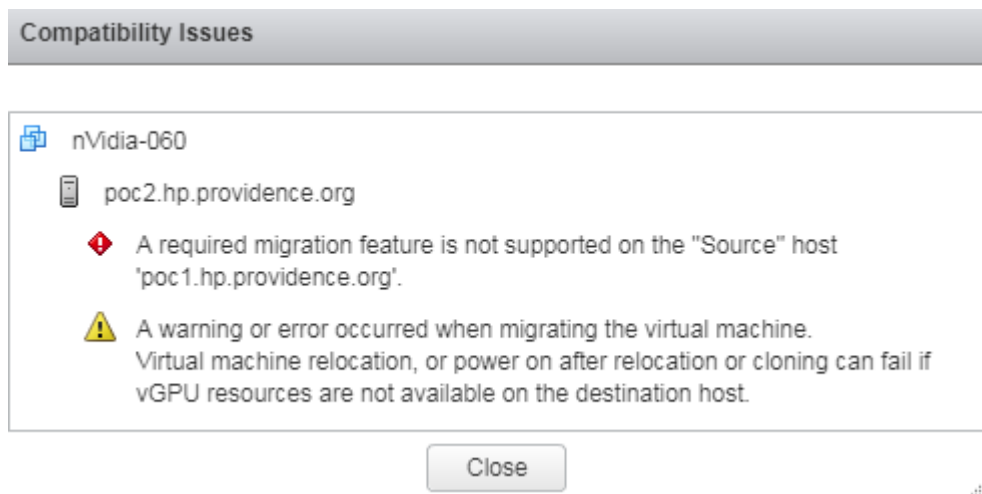 Compatibility Issues
nVidia-060
poc2.hp.providence.org
A required migration feature is not supported on the "Source" host
'poc1.hp.providence.org'.
A warning or error occurred when migrating the virtual machine.
Virtual machine relocation, or power on after relocation or cloning can fail if
vGPU resources are not available on the destination host.
Close